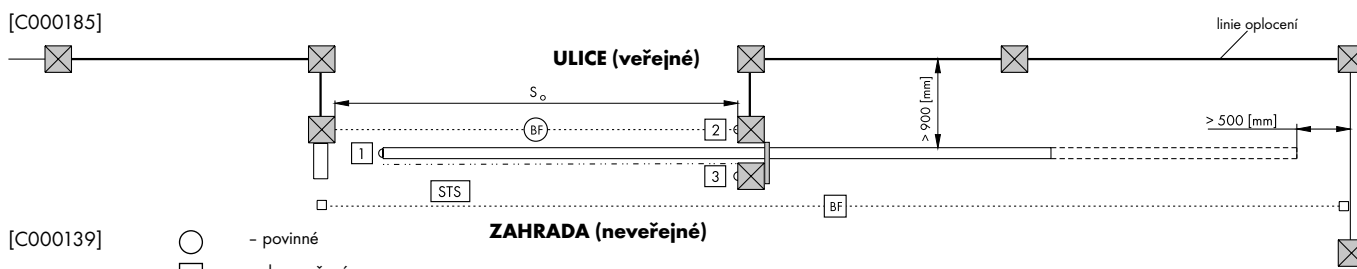 [C000185]
linie oplocení
ULICE (veřejné)
S o
> 900 [mm]
> 500 [mm]
BF
2
1
3
STS
BF
ZAHRADA (neveřejné)
[C000139]
– povinné